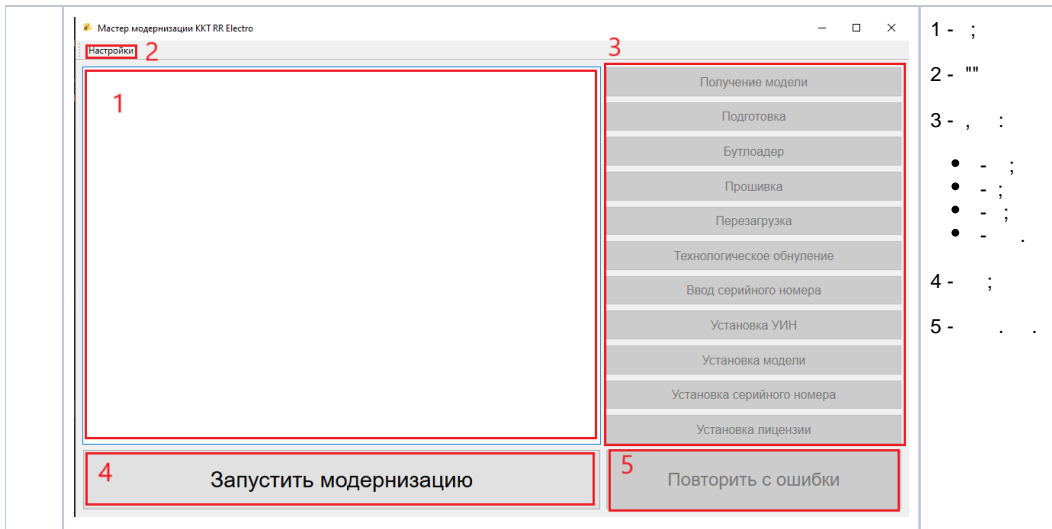 Мастер модернизации ККТ RR Electro
Настройки 2
3
1
Получение модели
Подготовка
Бутлоадер
Прошивка
Перезагрузка
Технологическое обнуление
Ввод серийного номера
Установка УИН
Установка модели
Установка серийного номера
Установка лицензии
4 Запустить модернизацию
5 Повторить с ошибки
1 - ;
2 - ""
3 - , :
• - ;
• - ;
• - ;
• - .
4 - ;
5 - . .